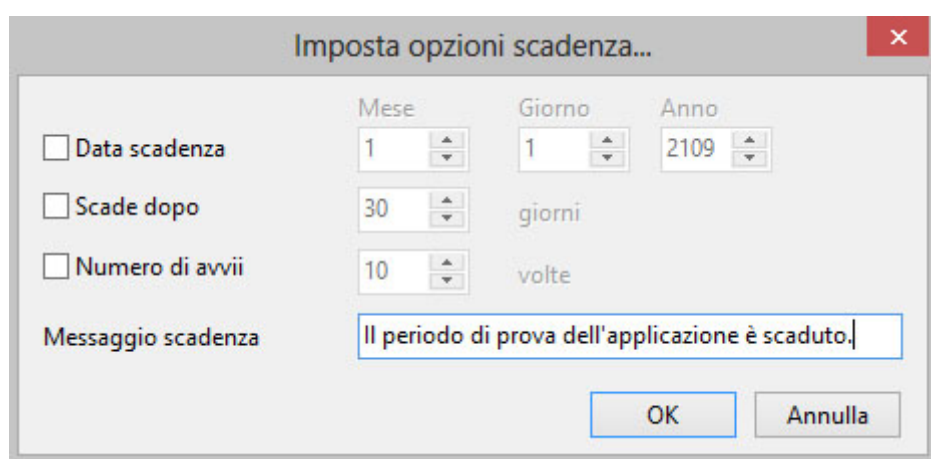 Imposta opzioni scadenza...
Mese Giorno Anno
Data scadenza 1 1 2109
Scade dopo 30 giorni
Numero di avvii 10 volte
Messaggio scadenza Il periodo di prova dell'applicazione è scaduto.
OK Annulla